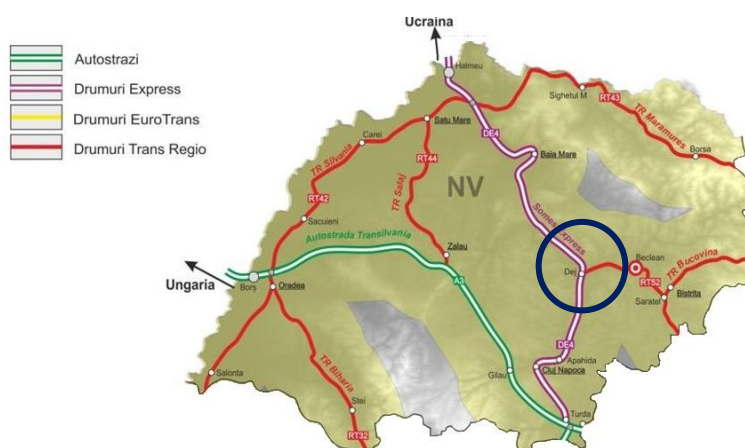 Ucraina
Autostrazi
Drumuri Express
Drumuri EuroTrans
Drumuri Trans Regio
Halmeu
Sighetul M
RT43
TR Maramures
Satu Mare
Carei
DE4
Baia Mare
Borsa
TR Silvania
RT44
NV
RT42
TR Salaj
Somes Express
Sacuieni
Autostrada Transilvania
Zalau
Beclean
TR Bucovina
Dej
RT52
Ungaria
Borș
Oradea
A3
Saratel
Bistrita
DE4
Apahida
Salonta
TR Biharia
Gilau
Cluj Napoca
Stei
Turda
RT32